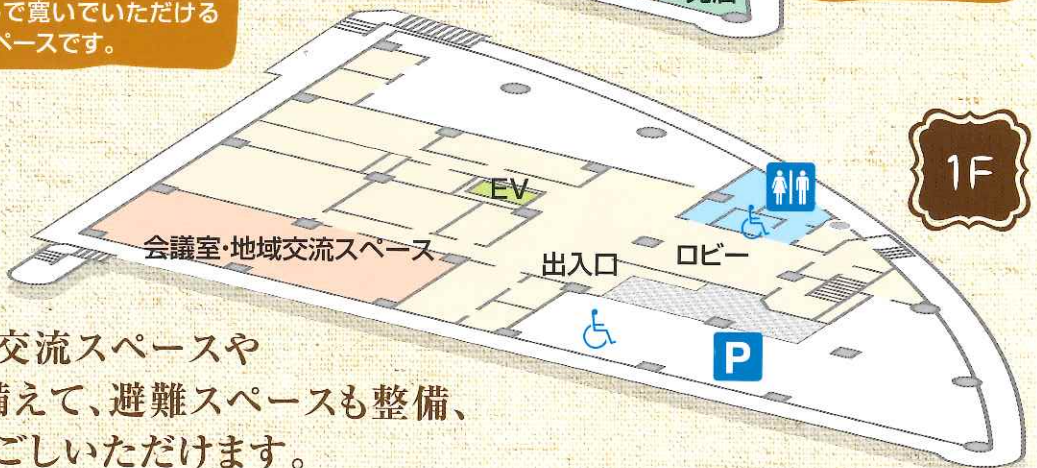 で寛いでいただける
ペースです。
1F
EV
会議室・地域交流スペース
出入口
ロビー
P
交流スペースや
備えて、避難スペースも整備、
ごしいただけます。